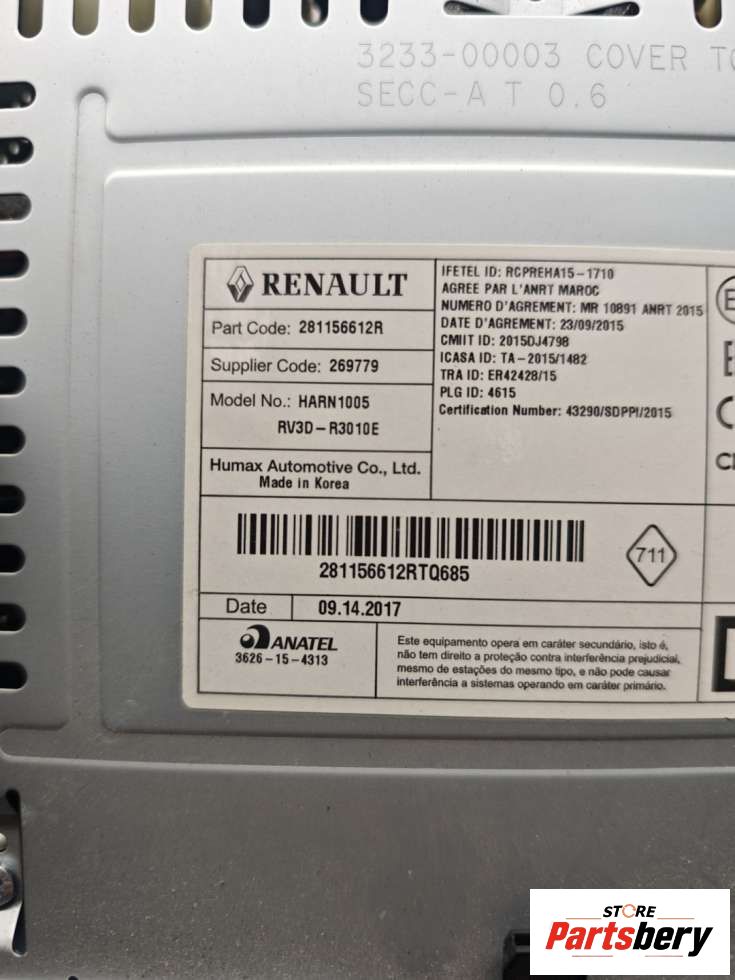 3233-00003 COVER TO
SECC-A T 0.6
RENAULT
Part Code: 281156612R
Supplier Code: 269779
Model No.: HARN1005
RV3D-R3010E
Humax Automotive Co., Ltd.
Made in Korea
IFETEL ID: RCPREHA15-1710
AGREE PAR L'ANRT MAROC
NUMERO D'AGREMENT: MR 10891 ANRT 2015
DATE D'AGREMENT: 23/09/2015
CMIIT ID: 2015DJ4798
ICASA ID: TA-2015/1482
TRA ID: ER42428/15
PLG ID: 4615
Certification Number: 43290/SDPPI/2015
281156612RTQ685
711
Date 09.14.2017
ANATEL
3626-15-4313
Este equipamento opera em caráter secundário, isto é,
não tem direito a proteção contra interferência prejudicial,
mesmo de estações do mesmo tipo, e não pode causar
interferência a sistemas operando em caráter primário.
STORE
Partsbery